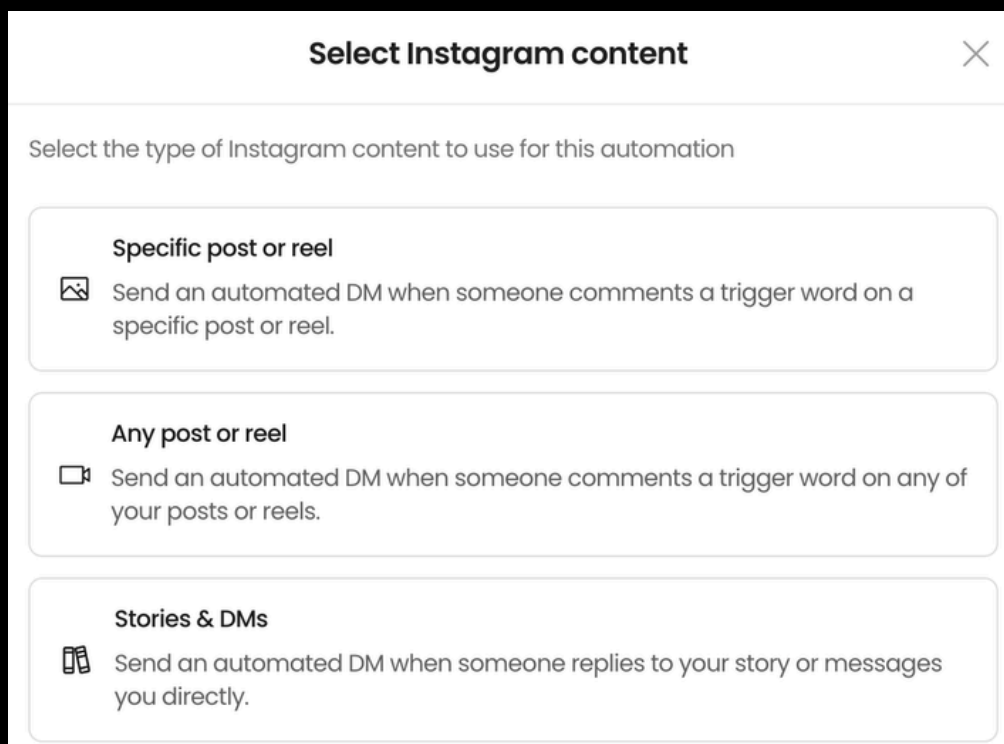 Select Instagram content
Select the type of Instagram content to use for this automation
Specific post or reel
Send an automated DM when someone comments a trigger word on a
specific post or reel.
Any post or reel
Send an automated DM when someone comments a trigger word on any of
your posts or reels.
Stories & DMs
Send an automated DM when someone replies to your story or messages
you directly.